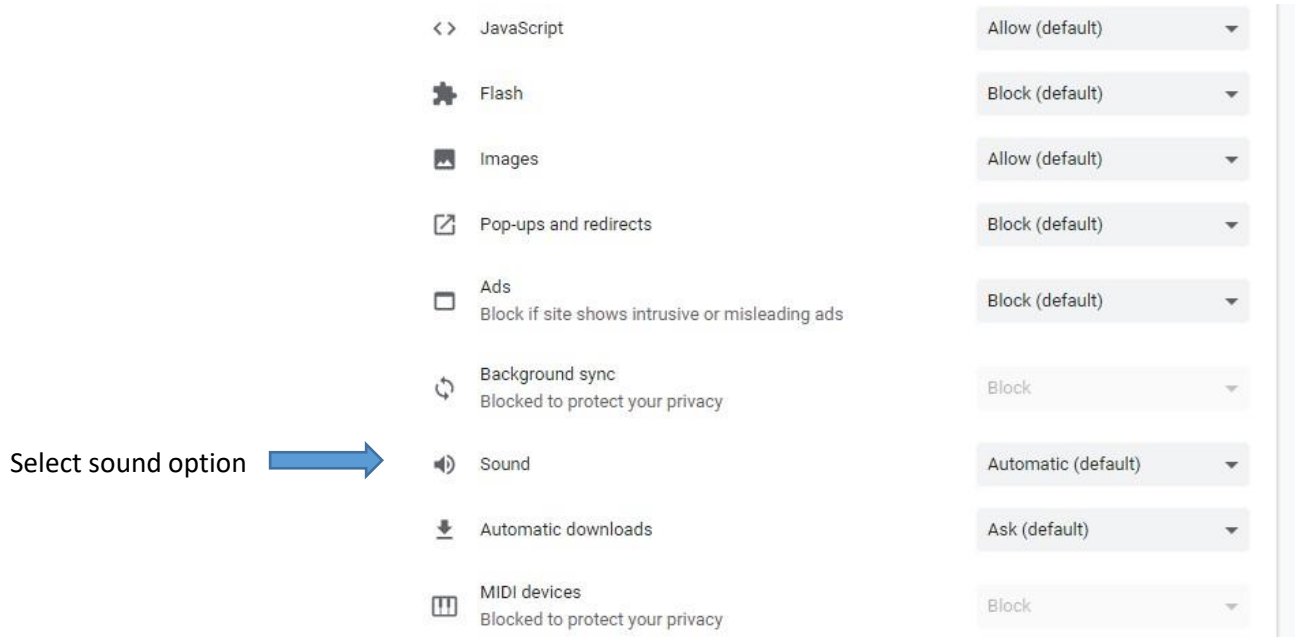 JavaScript Allow (default)
Flash Block (default)
Images Allow (default)
Pop-ups and redirects Block (default)
Ads
Block if site shows intrusive or misleading ads Block (default)
Background sync
Blocked to protect your privacy Block
Select sound option Sound Automatic (default)
Automatic downloads Ask (default)
MIDI devices
Blocked to protect your privacy Block